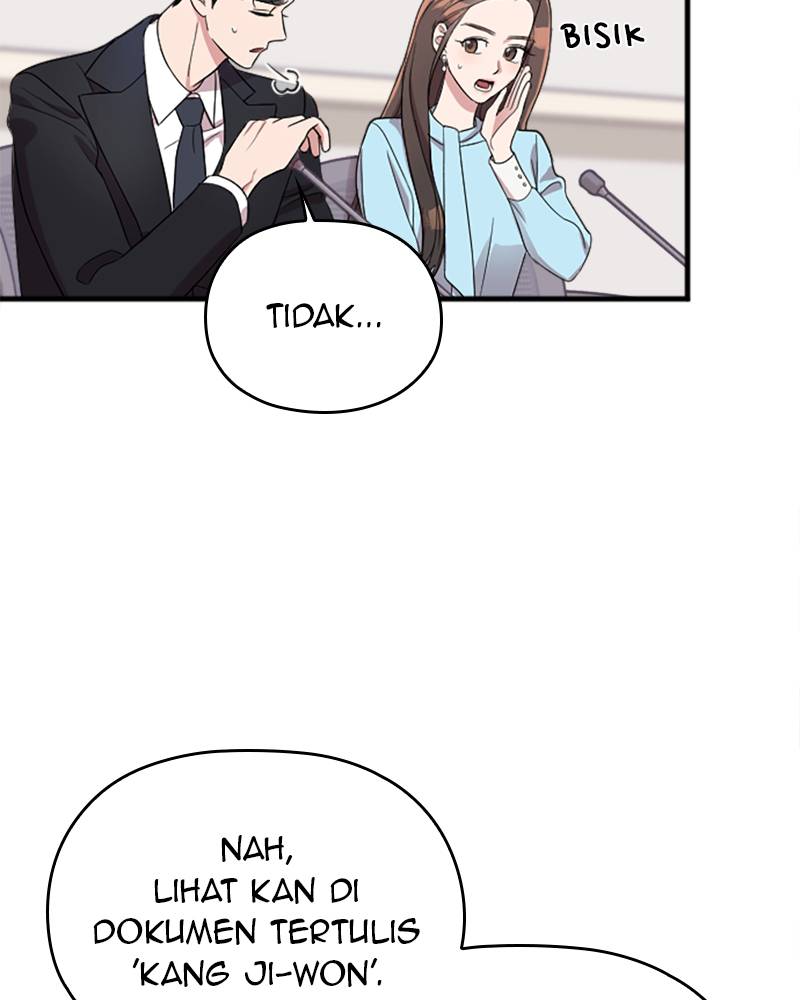 BISIK
TIDAK...
NAH,
LIHAT KAN DI
DOKUMEN TERTULIS
'KANG JI-WON'.